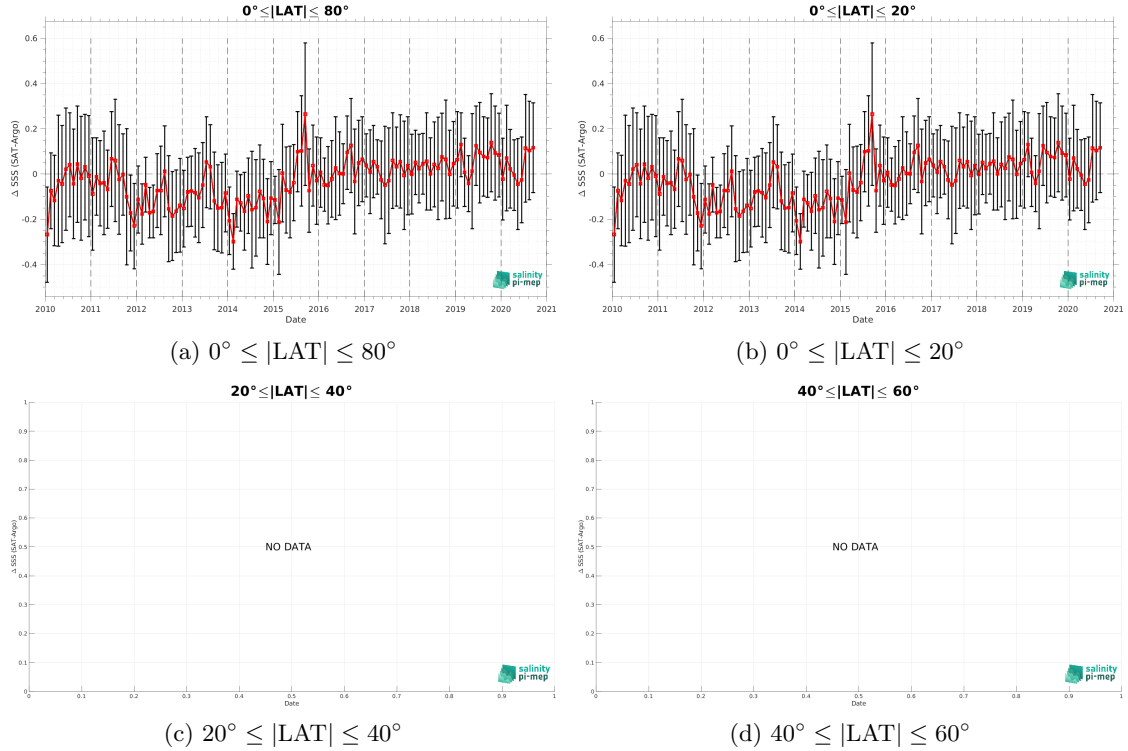 0°≤|LAT|≤ 80°
Δ SSS (SAT-Argo)
0.6
0.4
0.2
0
-0.2
-0.4
2010 2011 2012 2013 2014 2015 2016 2017 2018 2019 2020 2021
Date
salinity
pi-mep
(a) 0° ≤ |LAT| ≤ 80°
0°≤|LAT|≤ 20°
Δ SSS (SAT-Argo)
0.6
0.4
0.2
0
-0.2
-0.4
2010 2011 2012 2013 2014 2015 2016 2017 2018 2019 2020 2021
Date
salinity
pi-mep
(b) 0° ≤ |LAT| ≤ 20°
20°≤|LAT|≤ 40°
Δ SSS (SAT-Argo)
1
0.9
0.8
0.7
0.6
0.5
0.4
0.3
0.2
0.1
0
NO DATA
0 0.1 0.2 0.3 0.4 0.5 0.6 0.7 0.8 0.9 1
Date
salinity
pi-mep
(c) 20° ≤ |LAT| ≤ 40°
40°≤|LAT|≤ 60°
Δ SSS (SAT-Argo)
1
0.9
0.8
0.7
0.6
0.5
0.4
0.3
0.2
0.1
0
NO DATA
0 0.1 0.2 0.3 0.4 0.5 0.6 0.7 0.8 0.9 1
Date
salinity
pi-mep
(d) 40° ≤ |LAT| ≤ 60°